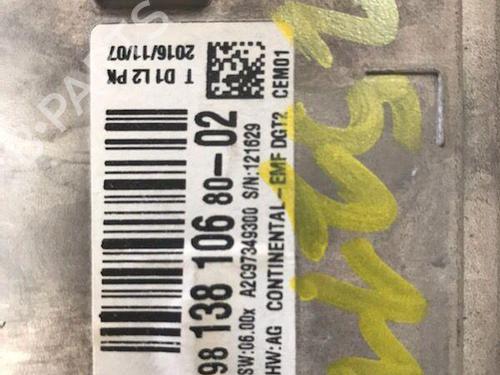 T D1 L2 PK
2016/11/07
98 138 106 80-02
SW:06.00x A2C97349300 S/N:121629
HW:AG CONTINENTAL - EMF DGT2 CEM01